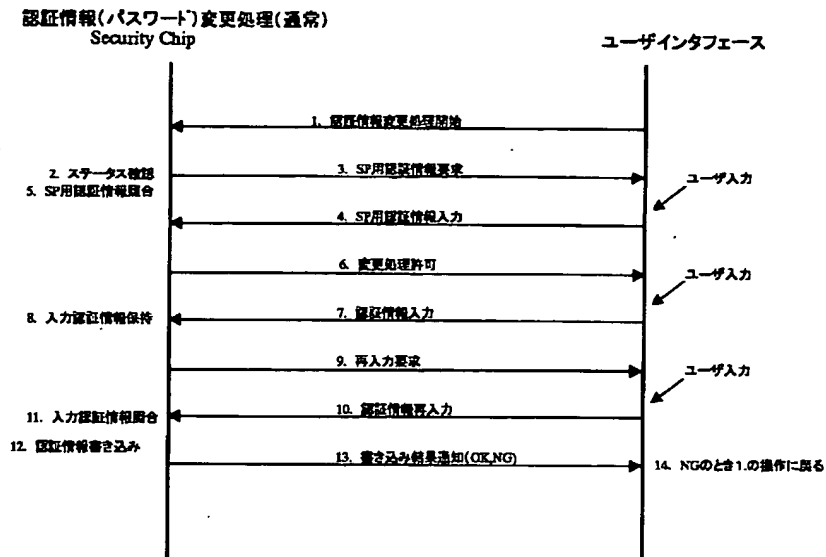 認証情報(パスワード)変更処理(通常)
Security Chip
ユーザインタフェース
1. 認証情報変更処理開始
2. ステータス確認
3. SP用認証情報要求
5. SP用認証情報照合
ユーザ入力
4. SP用認証情報入力
6. 変更処理許可
ユーザ入力
8. 入力認証情報保持
7. 認証情報入力
9. 再入力要求
ユーザ入力
11. 入力認証情報照合
10. 認証情報再入力
12. 認証情報書き込み
13. 書き込み結果通知(OK,NG)
14. NGのとき1.の操作に戻る